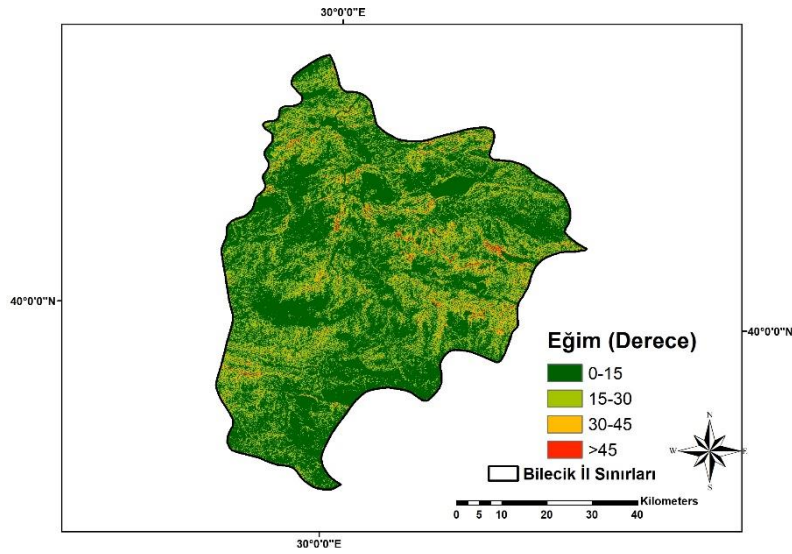 30°0'0"E
40°0'0"N
40°0'0"N
Eğim (Derece)
0-15
15-30
30-45
>45
Bilecik İl Sınırları
N
W E
S
Kilometers
0 5 10 20 30 40
30°0'0"E